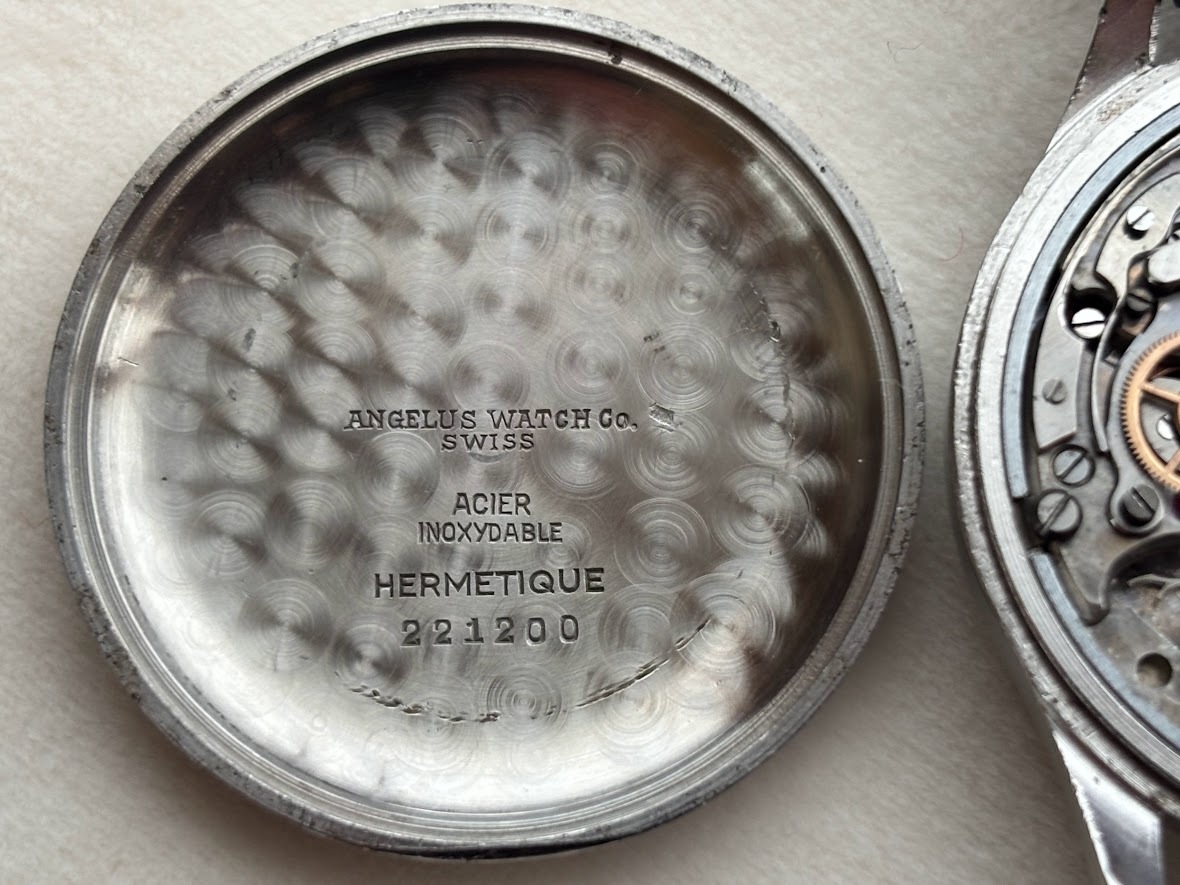 ANGELUS WATCH Co.
SWISS
ACIER
INOXYDABLE
HERMETIQUE
221200